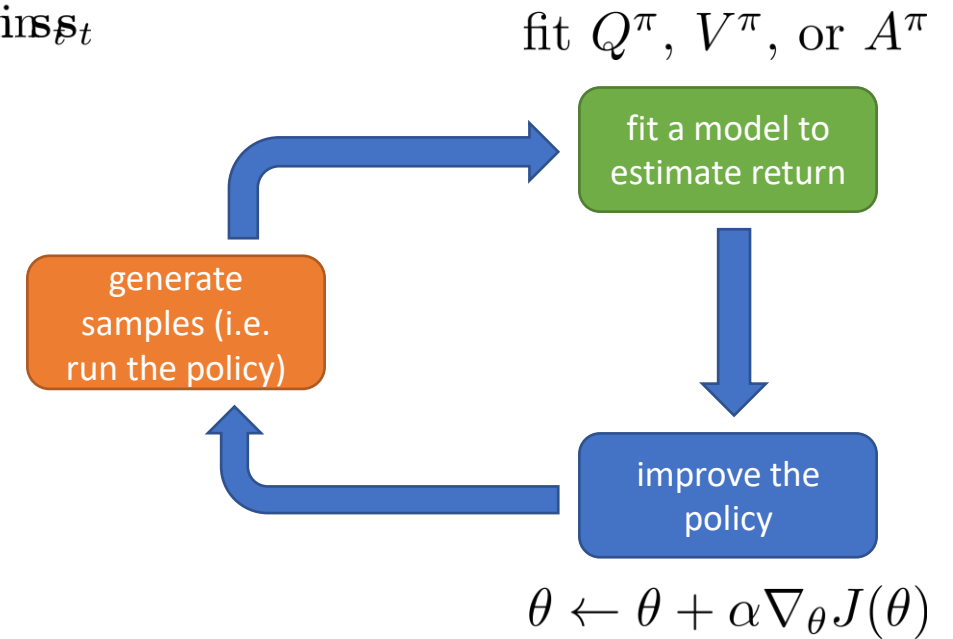 fit Q^π, V^π, or A^π
fit a model to
estimate return
generate
samples (i.e.
run the policy)
improve the
policy
θ ← θ + α∇_θ J(θ)